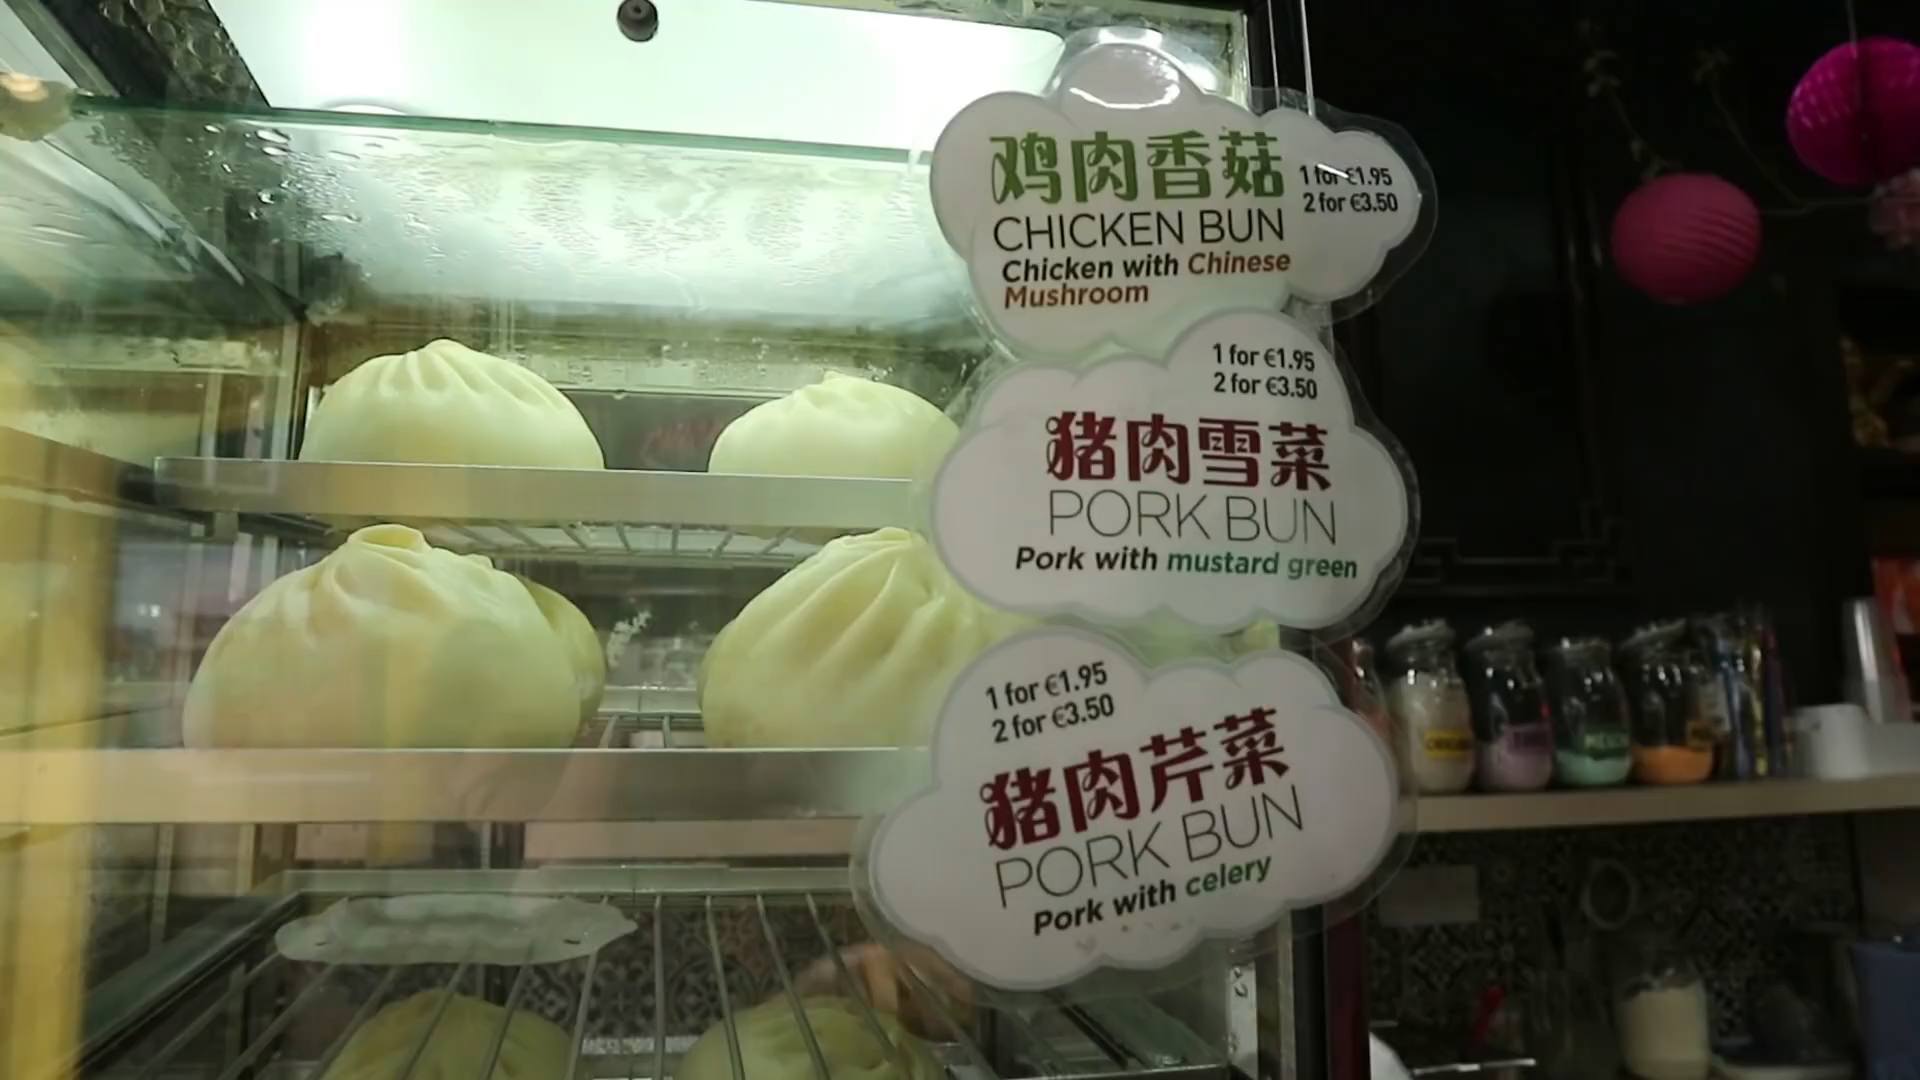 鸡肉香菇
1 for €1.95
2 for €3.50
CHICKEN BUN
Chicken with Chinese
Mushroom
1 for €1.95
2 for €3.50
猪肉雪菜
PORK BUN
Pork with mustard green
1 for €1.95
2 for €3.50
猪肉芹菜
PORK BUN
Pork with celery